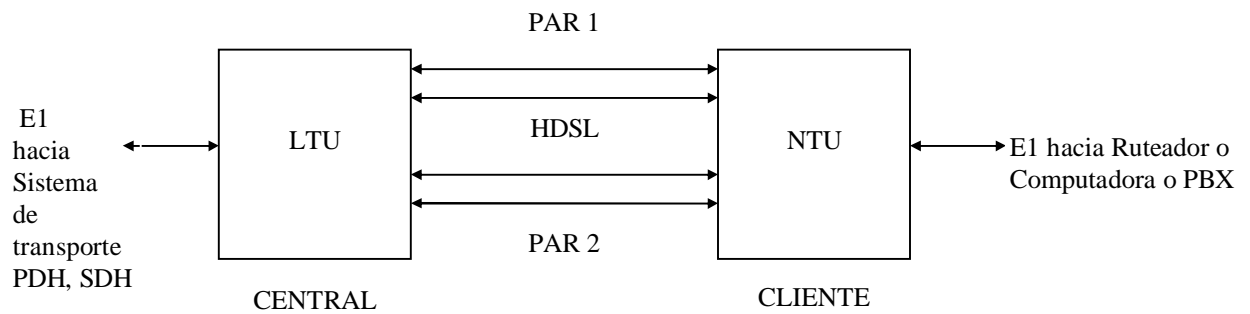 PAR 1
E1
hacia
Sistema
de
transporte
PDH, SDH
LTU
HDSL
NTU
E1 hacia Ruteador o
Computadora o PBX
PAR 2
CENTRAL
CLIENTE